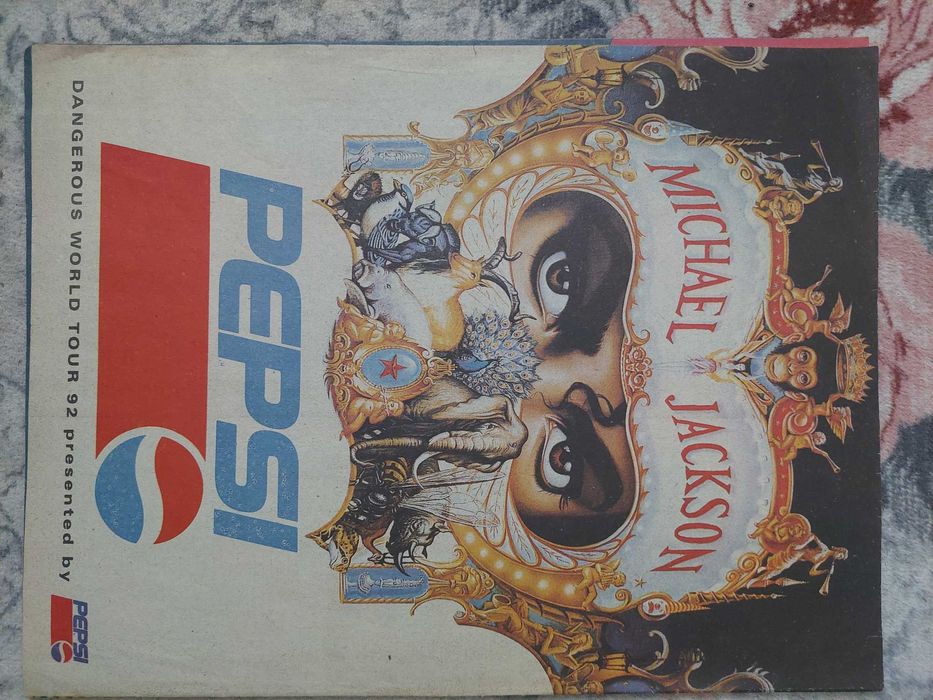 MICHAEL JACKSON
PEPSI
DANGEROUS WORLD TOUR 92 presented by PEPSI